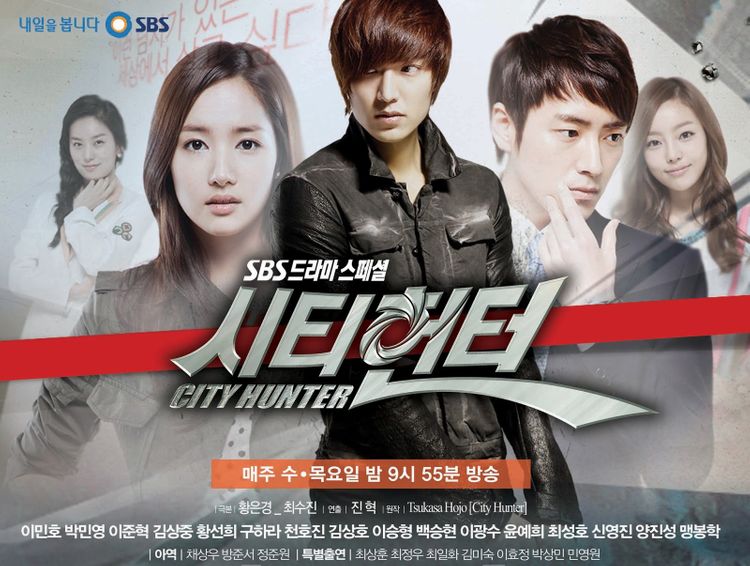 내일을 봅니다 SBS
SBS 드라마 스페셜
시티헌터
CITY HUNTER
매주 수·목요일 밤 9시 55분 방송
| 극본 | 황은경 _ 최수진 | 연출 | 진 혁 | 원작 | Tsukasa Hojo [City Hunter]
이민호 박민영 이준혁 김상중 황선희 구하라 천호진 김상호 이승형 백승현 이광수 윤예희 최성호 신영진 양진성 맹봉학
| 아역 | 채상우 방준서 정준원 | 특별출연 | 최상훈 최정우 최일화 김미숙 이효정 박상민 민영원